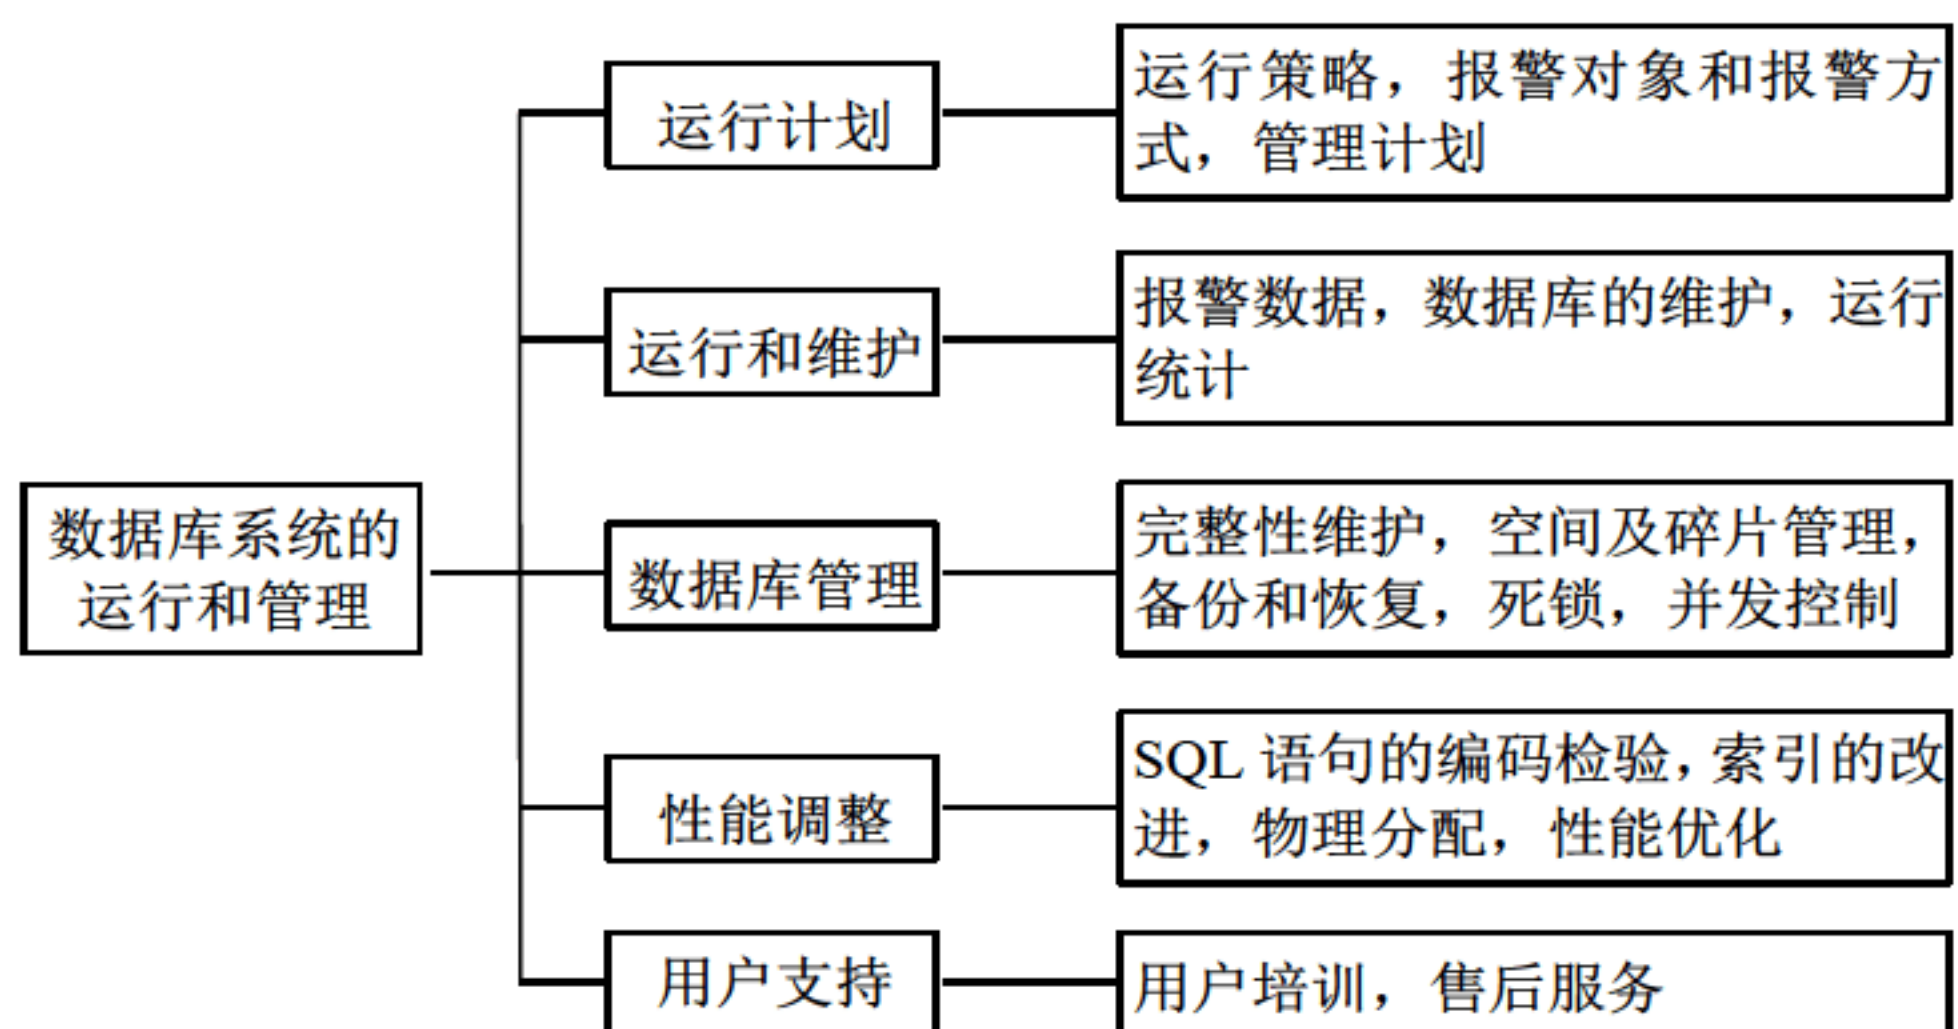 运行计划
运行策略，报警对象和报警方
式，管理计划
运行和维护
报警数据，数据库的维护，运行
统计
数据库系统的
运行和管理
数据库管理
完整性维护，空间及碎片管理，
备份和恢复，死锁，并发控制
性能调整
SQL 语句的编码检验，索引的改
进，物理分配，性能优化
用户支持
用户培训，售后服务